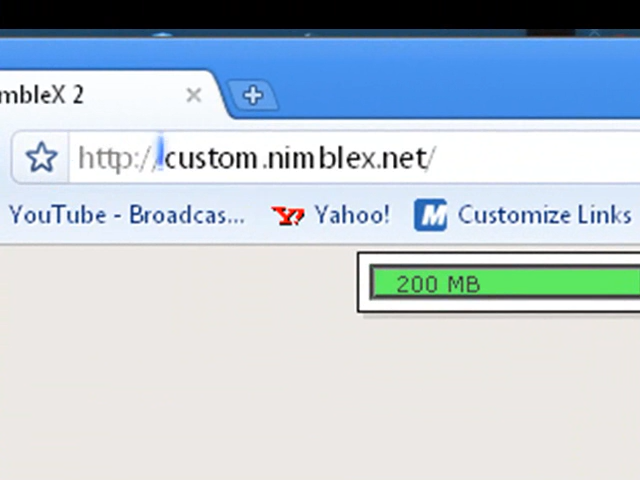 mbleX 2
http://custom.nimblex.net/
YouTube - Broadcas... Yahoo! Customize Links
200 MB